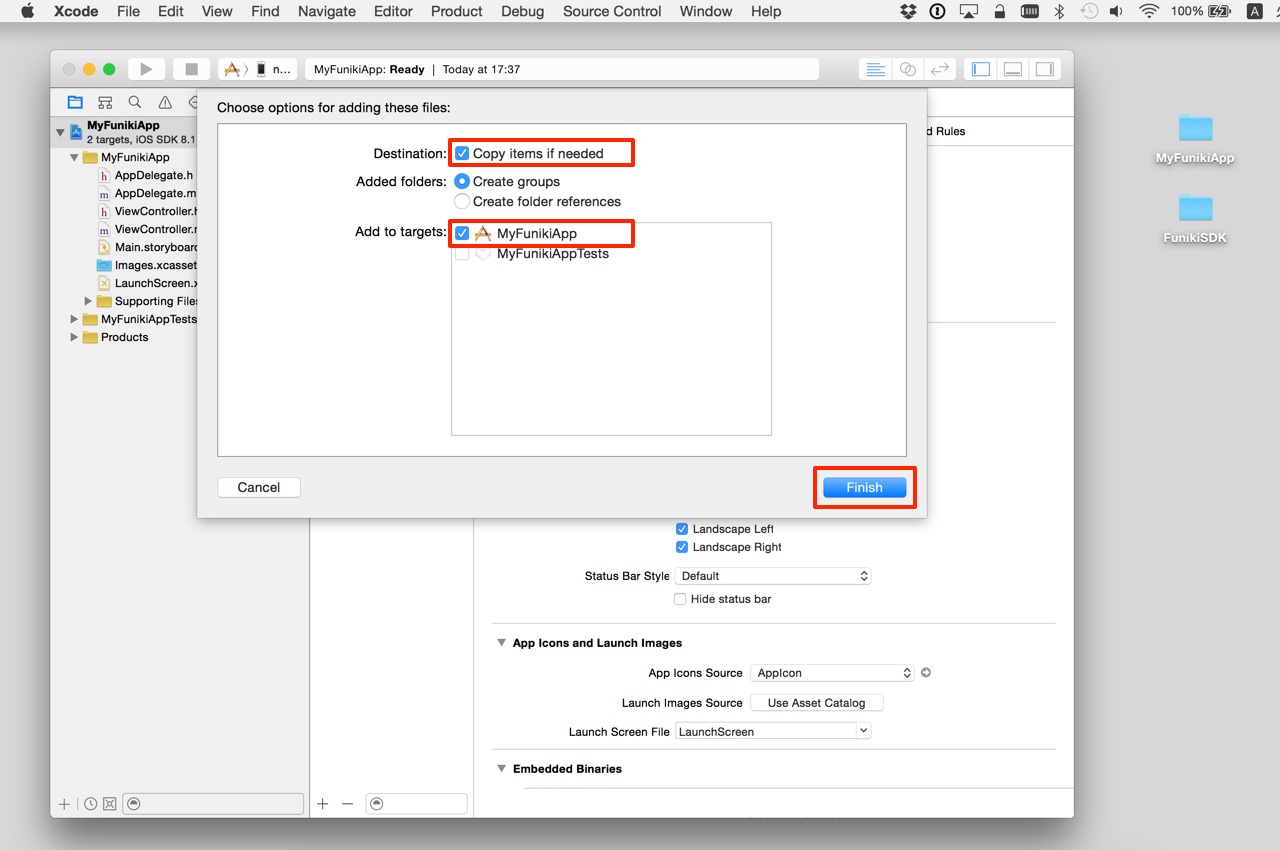 Xcode File Edit View Find Navigate Editor Product Debug Source Control Window Help 100% A
n... MyFunikiApp: Ready | Today at 17:37
Choose options for adding these files:
MyFunikiApp
2 targets, iOS SDK 8.1
MyFunikiApp
AppDelegate.h
AppDelegate.m
ViewController.h
ViewController.
Main.storyboard
Images.xcasset
LaunchScreen.x
Supporting Files
MyFunikiAppTests
Products
Destination: Copy items if needed
Added folders: Create groups
Create folder references
Add to targets: MyFunikiApp
MyFunikiAppTests
Cancel Finish
d Rules
Landscape Left
Landscape Right
Status Bar Style Default
Hide status bar
App Icons and Launch Images
App Icons Source AppIcon
Launch Images Source Use Asset Catalog
Launch Screen File LaunchScreen
Embedded Binaries
MyFunikiApp
FunikiSDK